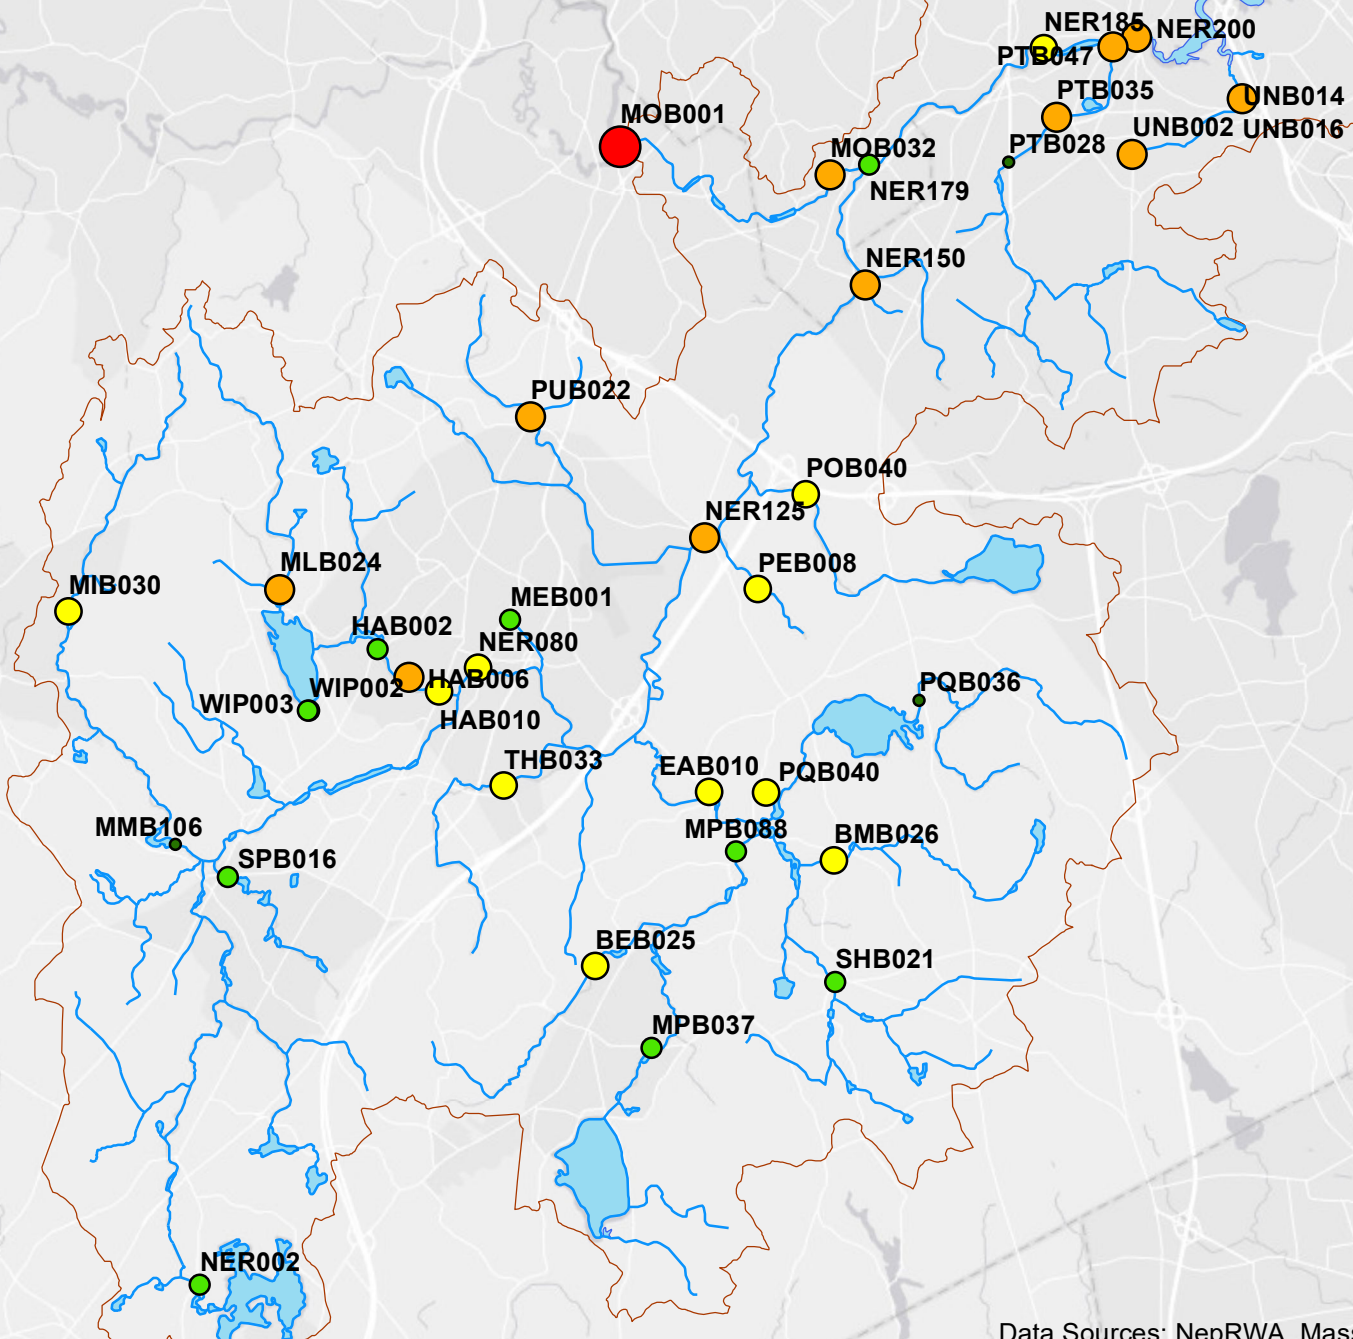 NER185
NER200
PTB047
PTB035
UNB014
MOB001
UNB002
UNB016
PTB028
MOB032
NER179
NER150
PUB022
POB040
NER125
PEB008
MLB024
MIB030
MEB001
HAB002
NER080
HAB006
WIP002
WIP003
PQB036
HAB010
THB033
EAB010
PQB040
MMB106
MPB088
BMB026
SPB016
BEB025
SHB021
MPB037
NER002
Data Sources: NepRWA, Mass